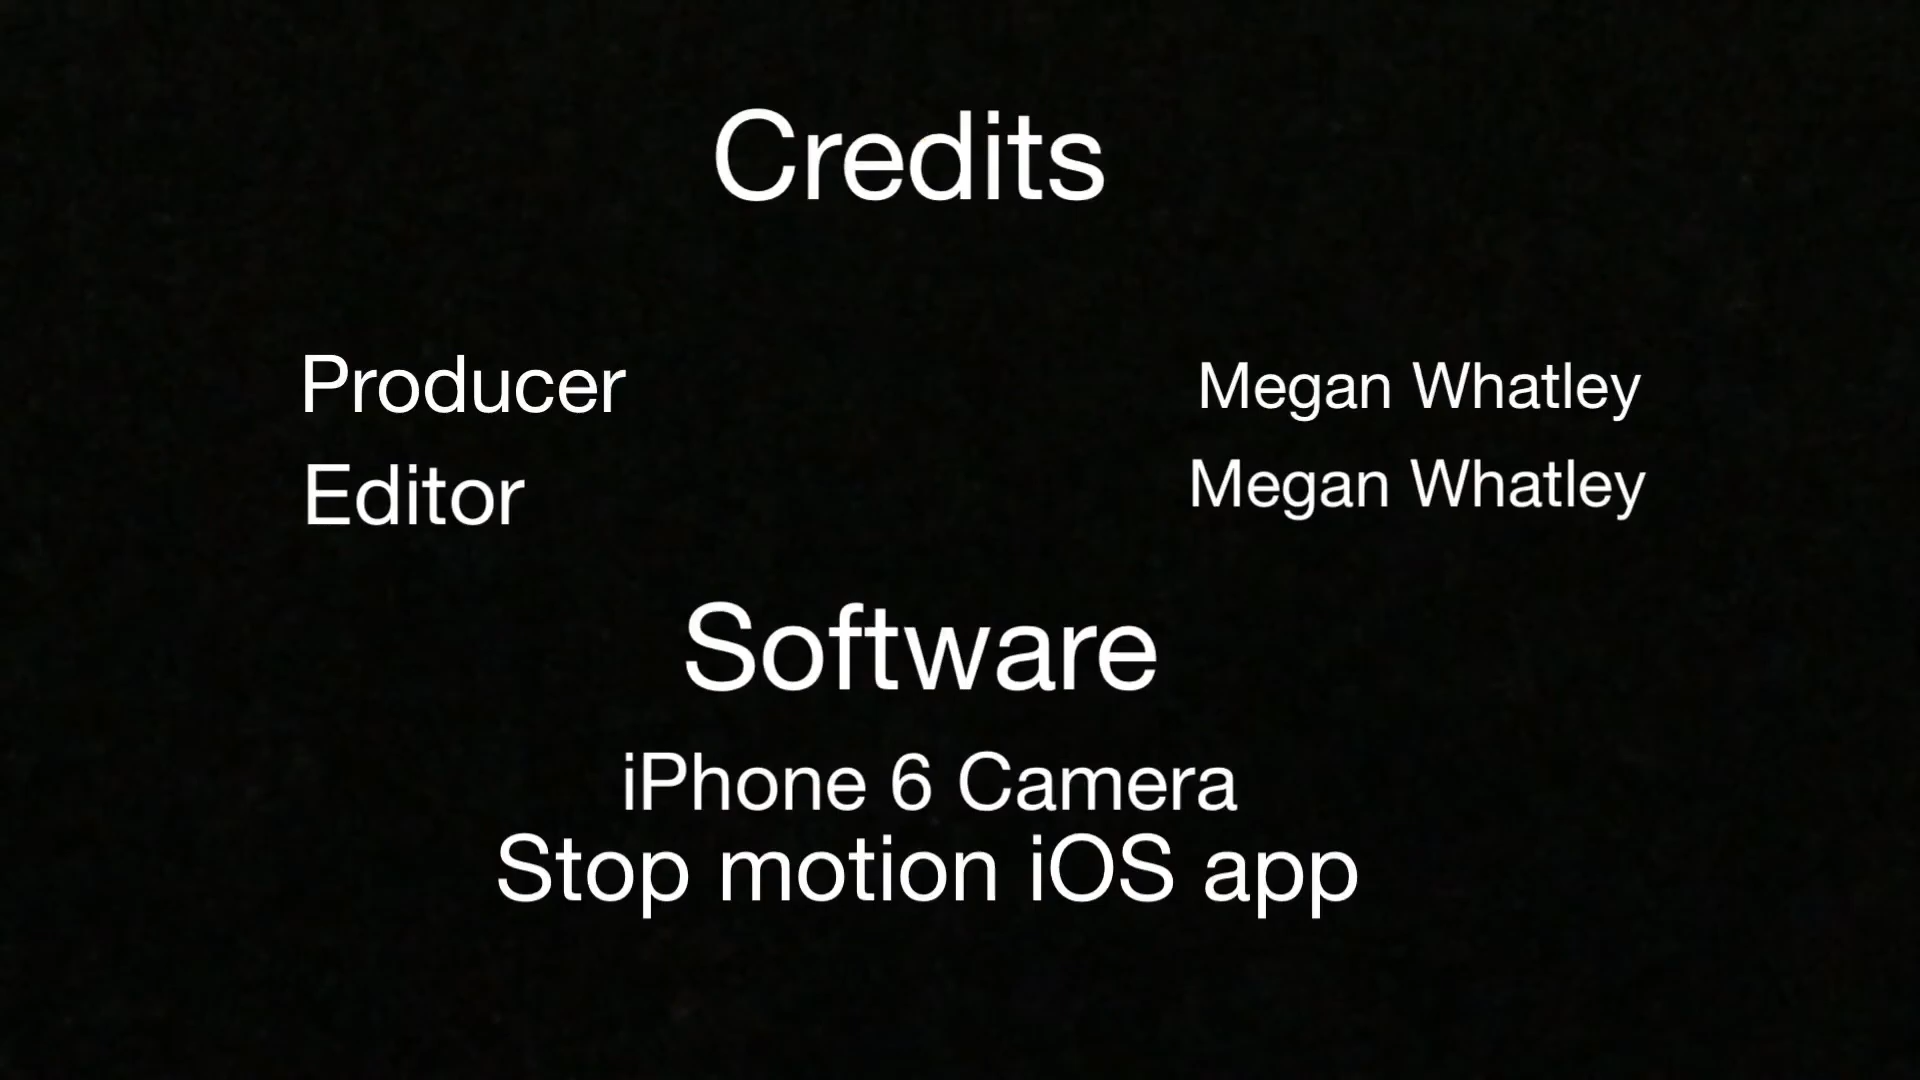 Credits
Producer Megan Whatley
Editor Megan Whatley
Software
iPhone 6 Camera
Stop motion iOS app